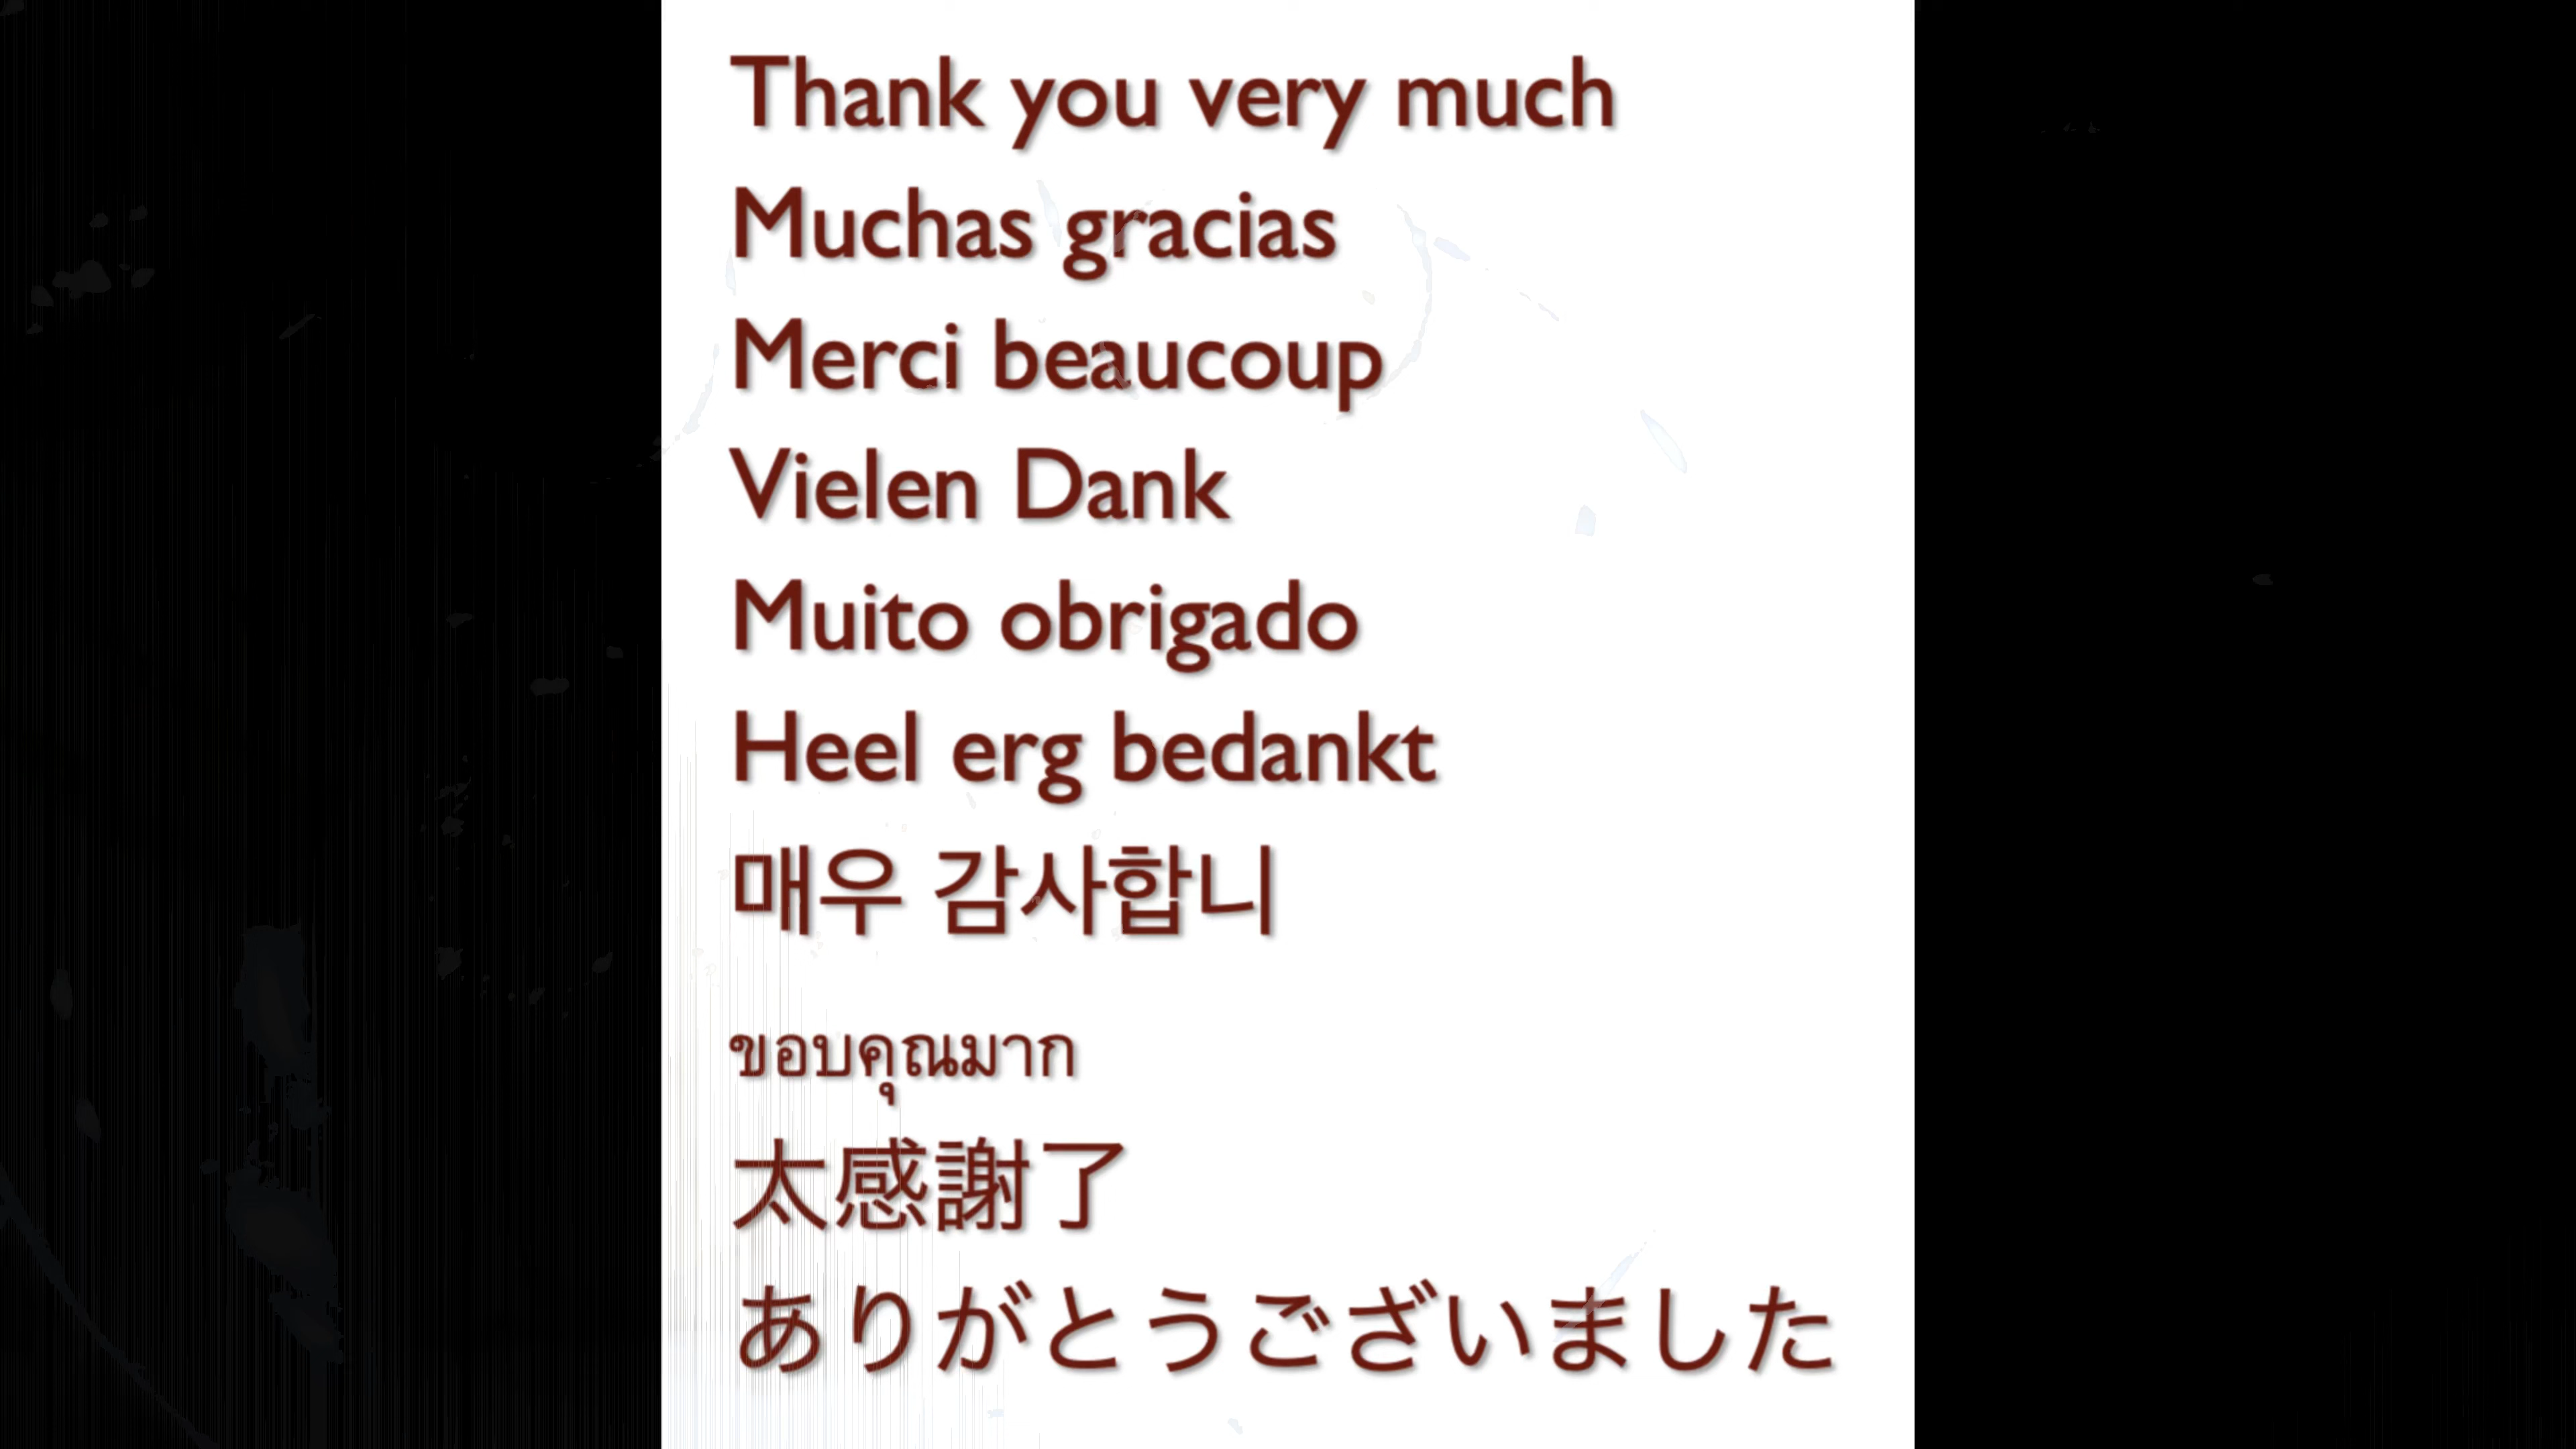 Thank you very much
Muchas gracias
Merci beaucoup
Vielen Dank
Muito obrigado
Heel erg bedankt
매우 감사합니
ขอบคุณมาก
太感謝了
ありがとうございました